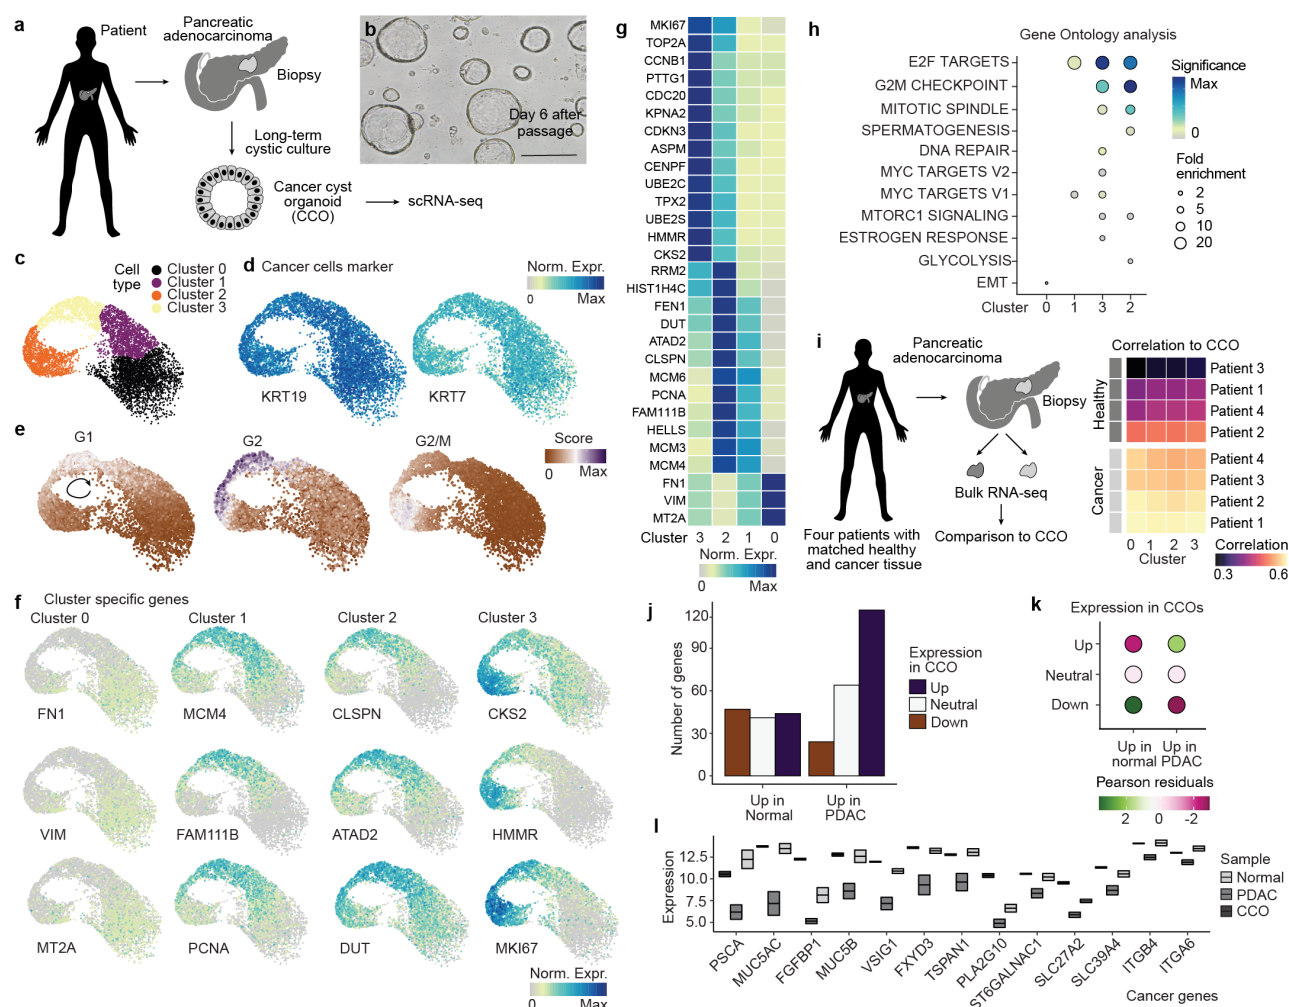 a
Patient
Pancreatic
adenocarcinoma
Biopsy
Long-term
cystic culture
Cancer cyst
organoid
(CCO)
scRNA-seq
b
Day 6 after
passage
c
Cell
type
Cluster 0
Cluster 1
Cluster 2
Cluster 3
d
Cancer cells marker
Norm. Expr.
0
Max
KRT19
KRT7
e
G1
G2
G2/M
Score
0
Max
f
Cluster specific genes
Cluster 0
Cluster 1
Cluster 2
Cluster 3
FN1
MCM4
CLSPN
CKS2
VIM
FAM111B
ATAD2
HMMR
MT2A
PCNA
DUT
MKI67
Norm. Expr.
0
Max
g
MKI67
TOP2A
CCNB1
PTTG1
CDC20
KPNA2
CDKN3
ASPM
CENPF
UBE2C
TPX2
UBE2S
HMMR
CKS2
RRM2
HIST1H4C
FEN1
DUT
ATAD2
CLSPN
MCM6
PCNA
FAM111B
HELLS
MCM3
MCM4
FN1
VIM
MT2A
Cluster
3 2 1 0
Norm. Expr.
0
Max
h
Gene Ontology analysis
E2F TARGETS
G2M CHECKPOINT
MITOTIC SPINDLE
SPERMATOGENESIS
DNA REPAIR
MYC TARGETS V2
MYC TARGETS V1
MTORC1 SIGNALING
ESTROGEN RESPONSE
GLYCOLYSIS
EMT
Cluster
0 1 3 2
Significance
Max
0
Fold
enrichment
2
5
10
20
i
Pancreatic
adenocarcinoma
Biopsy
Bulk RNA-seq
Comparison to CCO
Four patients with
matched healthy
and cancer tissue
Correlation to CCO
Healthy
Patient 3
Patient 1
Patient 4
Patient 2
Cancer
Patient 4
Patient 3
Patient 2
Patient 1
0 1 2 3
Cluster
Correlation
0.3
0.6
j
Number of genes
120
90
60
30
0
Up in
Normal
Up in
PDAC
Expression
in CCO
Up
Neutral
Down
k
Expression in CCOs
Up
Neutral
Down
Up in
normal
Up in
PDAC
Pearson residuals
2 0 -2
l
Expression
12.5
10.0
7.5
5.0
PSCA
MUC5AC
FGFBP1
MUC5B
VSIG1
FXYD3
TSPAN1
PLA2G10
ST6GALNAC1
SLC27A2
SLC39A4
ITGB4
ITGA6
Cancer genes
Sample
Normal
PDAC
CCO